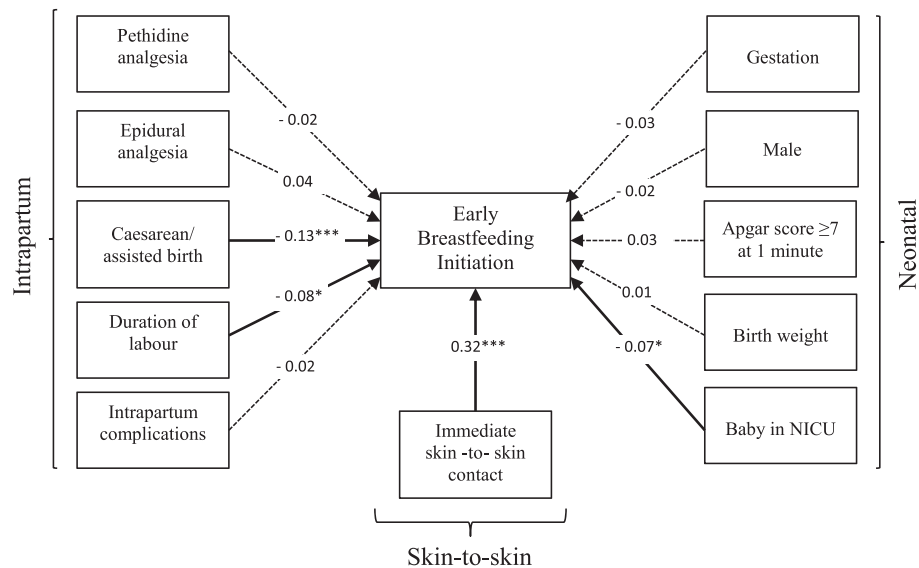 Intrapartum
Pethidine
analgesia
- 0.02
Epidural
analgesia
0.04
Caesarean/
assisted birth
- 0.13***
Duration of
labour
- 0.08*
Intrapartum
complications
- 0.02
Early
Breastfeeding
Initiation
0.32***
Immediate
skin -to- skin
contact
Skin-to-skin
Gestation
- 0.03
Male
- 0.02
Apgar score ≥7
at 1 minute
0.03
Birth weight
0.01
Baby in NICU
- 0.07*
Neonatal